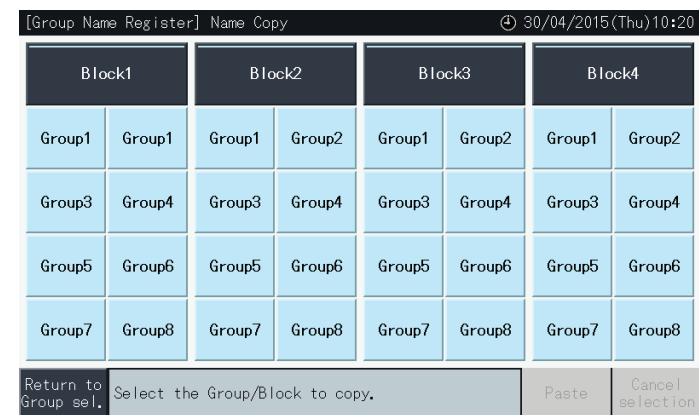 [Group Name Register] Name Copy 30/04/2015(Thu)10:20
Block1 Block2 Block3 Block4
Group1 Group1 Group1 Group2 Group1 Group2 Group1 Group2
Group3 Group4 Group3 Group4 Group3 Group4 Group3 Group4
Group5 Group6 Group5 Group6 Group5 Group6 Group5 Group6
Group7 Group8 Group7 Group8 Group7 Group8 Group7 Group8
Return to
Group sel.
Select the Group/Block to copy.
Paste
Cancel
selection